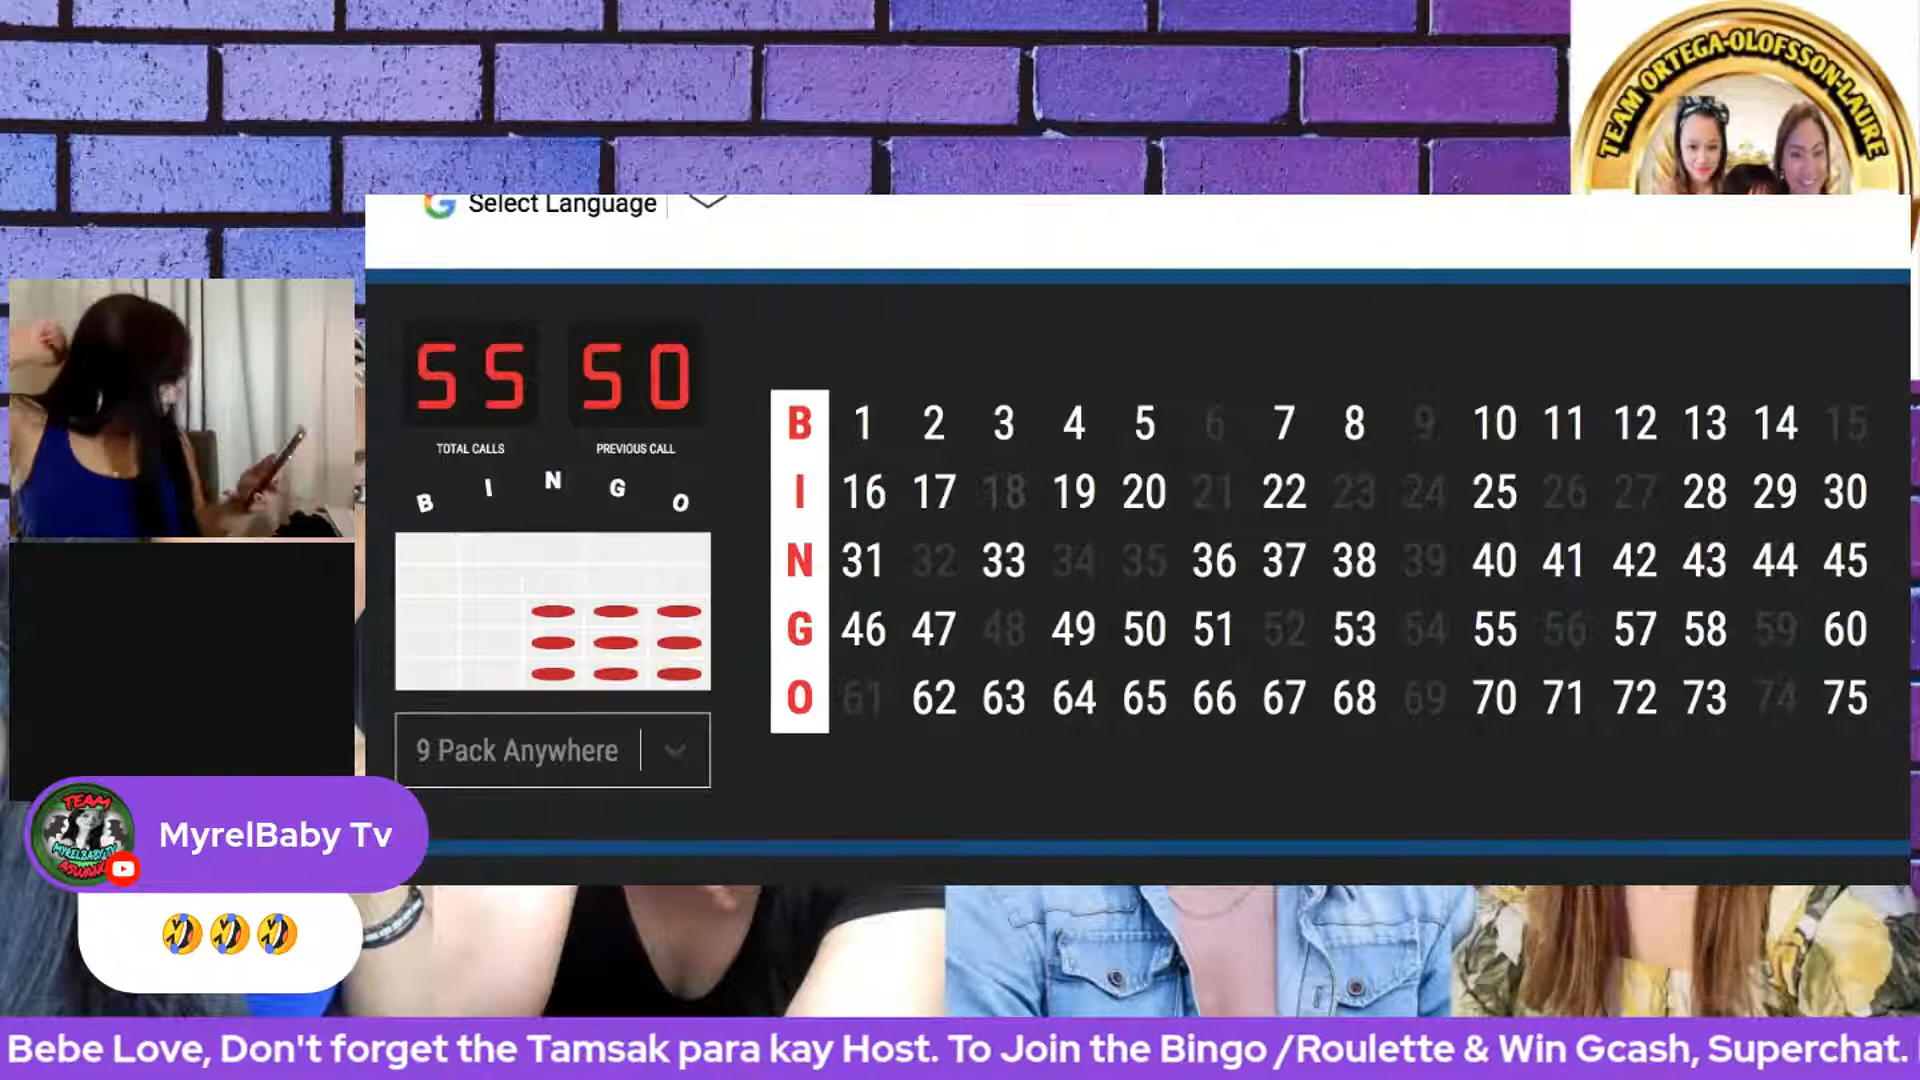 TEAM ORTEGA-OLOFSSON-LAURE
Select Language
55 50
TOTAL CALLS PREVIOUS CALL
B I N G O
B 1 2 3 4 5 6 7 8 9 10 11 12 13 14 15
I 16 17 18 19 20 21 22 23 24 25 26 27 28 29 30
N 31 32 33 34 35 36 37 38 39 40 41 42 43 44 45
G 46 47 48 49 50 51 52 53 54 55 56 57 58 59 60
O 61 62 63 64 65 66 67 68 69 70 71 72 73 74 75
9 Pack Anywhere
TEAM
MYRELBABYTV
MyrelBaby Tv
Bebe Love, Don't forget the Tamsak para kay Host. To Join the Bingo /Roulette & Win Gcash, Superchat.